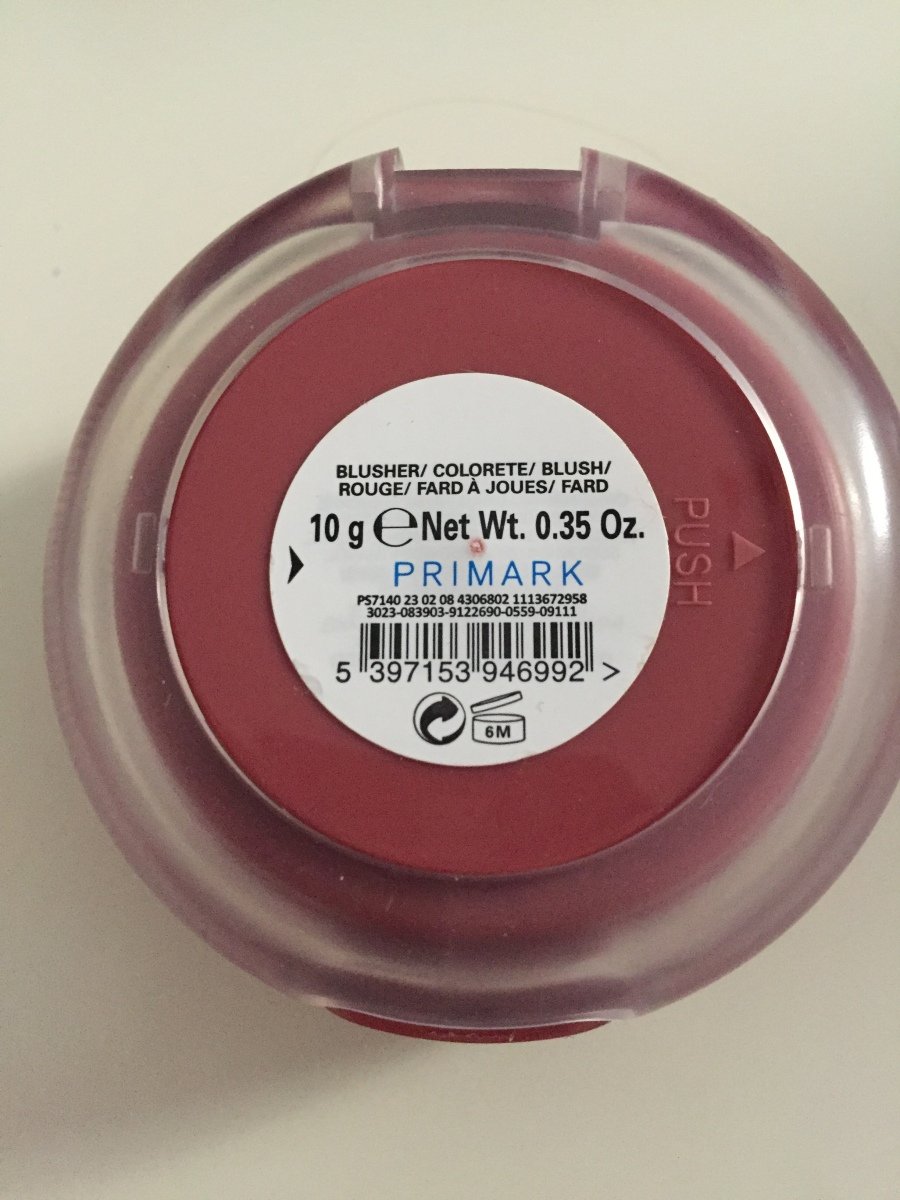 BLUSHER/ COLORETE/ BLUSH/
ROUGE/ FARD À JOUES/ FARD
10 g ℮ Net Wt. 0.35 Oz.
PRIMARK
PS7140 23 02 08 4306802 1113672958
3023-083903-9122690-0559-09111
5 397153 946992 >
6M
PUSH